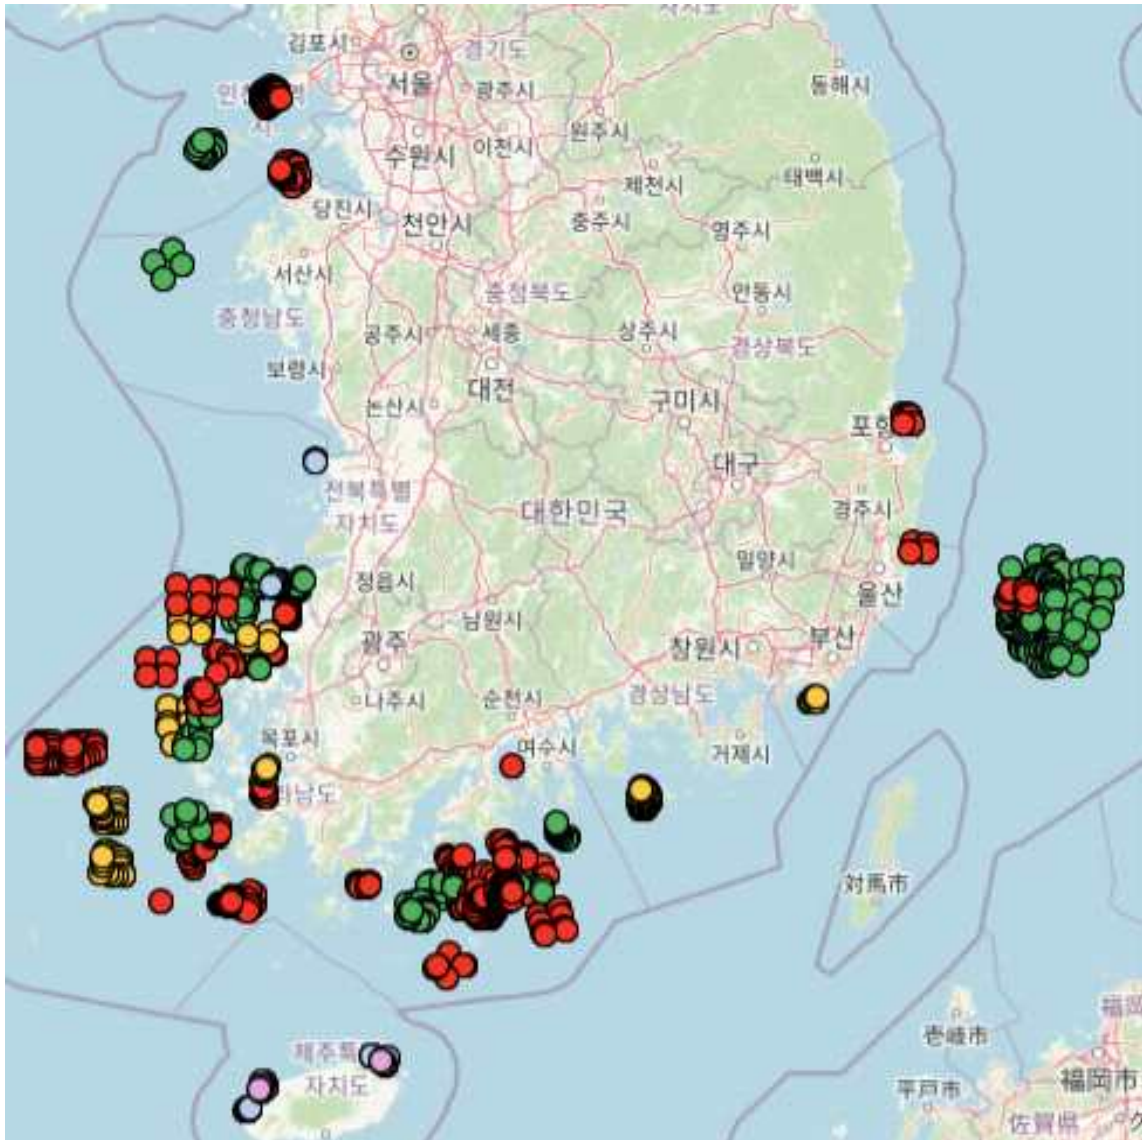 자치도
김포시
경기도
서울
광주시
동해시
인천
역
시
수원시
이천시
원주시
제천시
태백시
당진시
천안시
충주시
영주시
서산시
충청북도
안동시
충청남도
공주시
세종
상주시
경상북도
보령시
대전
논산시
구미시
포항
대구
전북특별
자치도
대한민국
경주시
정읍시
밀양시
울산
남원시
광주
창원시
부산
나주시
순천시
경상남도
목포시
여수시
거제시
라남도
対馬市
壱岐市
福岡
제주특
자치도
平戸市
福岡市
佐賀県